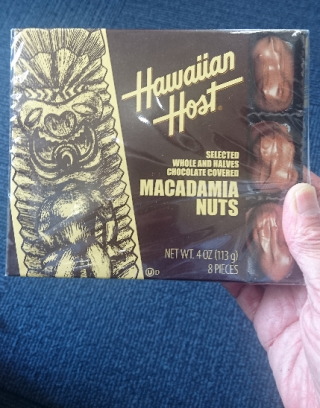 Hawaiian
Host®
SELECTED
WHOLE AND HALVES
CHOCOLATE COVERED
MACADAMIA
NUTS
NET WT. 4 OZ (113 g)
8 PIECES
U D